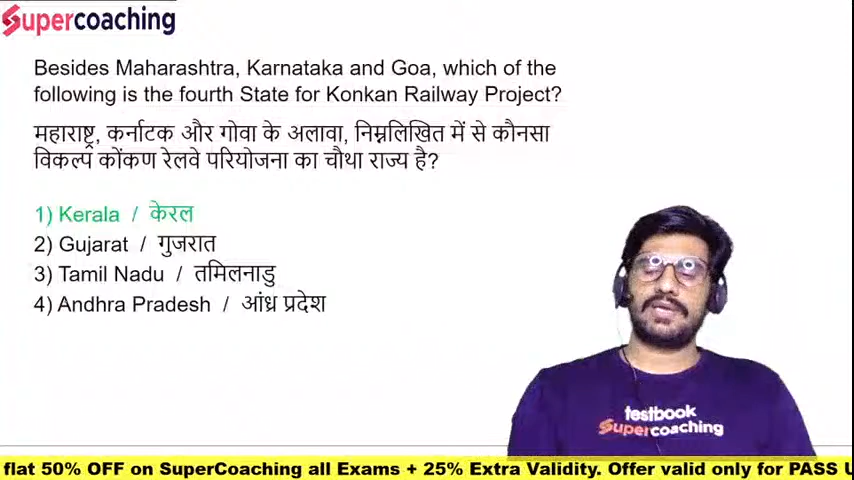 Supercoaching
Besides Maharashtra, Karnataka and Goa, which of the
following is the fourth State for Konkan Railway Project?
महाराष्ट्र, कर्नाटक और गोवा के अलावा, निम्नलिखित में से कौनसा
विकल्प कोंकण रेलवे परियोजना का चौथा राज्य है?
1) Kerala / केरल
2) Gujarat / गुजरात
3) Tamil Nadu / तमिलनाडु
4) Andhra Pradesh / आंध्र प्रदेश
testbook
Supercoaching
flat 50% OFF on SuperCoaching all Exams + 25% Extra Validity. Offer valid only for PASS U